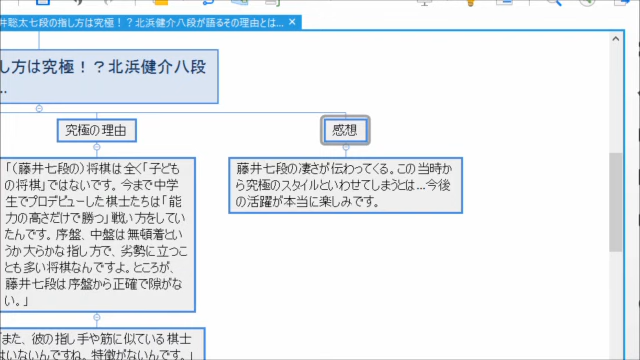 井聡太七段の指し方は究極！？北浜健介八段が語るその理由とは...
し方は究極！？北浜健介八段
...
究極の理由
感想
「（藤井七段の）将棋は全く「子ども
の将棋」ではないです。今まで中学
生でプロデビューした棋士たちは「能
力の高さだけで勝つ」戦い方をしてい
たんです。序盤、中盤は無頓着とい
うか大らかな指し方で、劣勢に立つこ
とも多い将棋なんですよ。ところが、
藤井七段は序盤から正確で隙がな
い。」
藤井七段の凄さが伝わってくる。この当時か
ら究極のスタイルといわせてしまうとは...今後
の活躍が本当に楽しみです。
「また、彼の指し手や筋に似ている棋士
はいないんですね。特徴がないんです。」